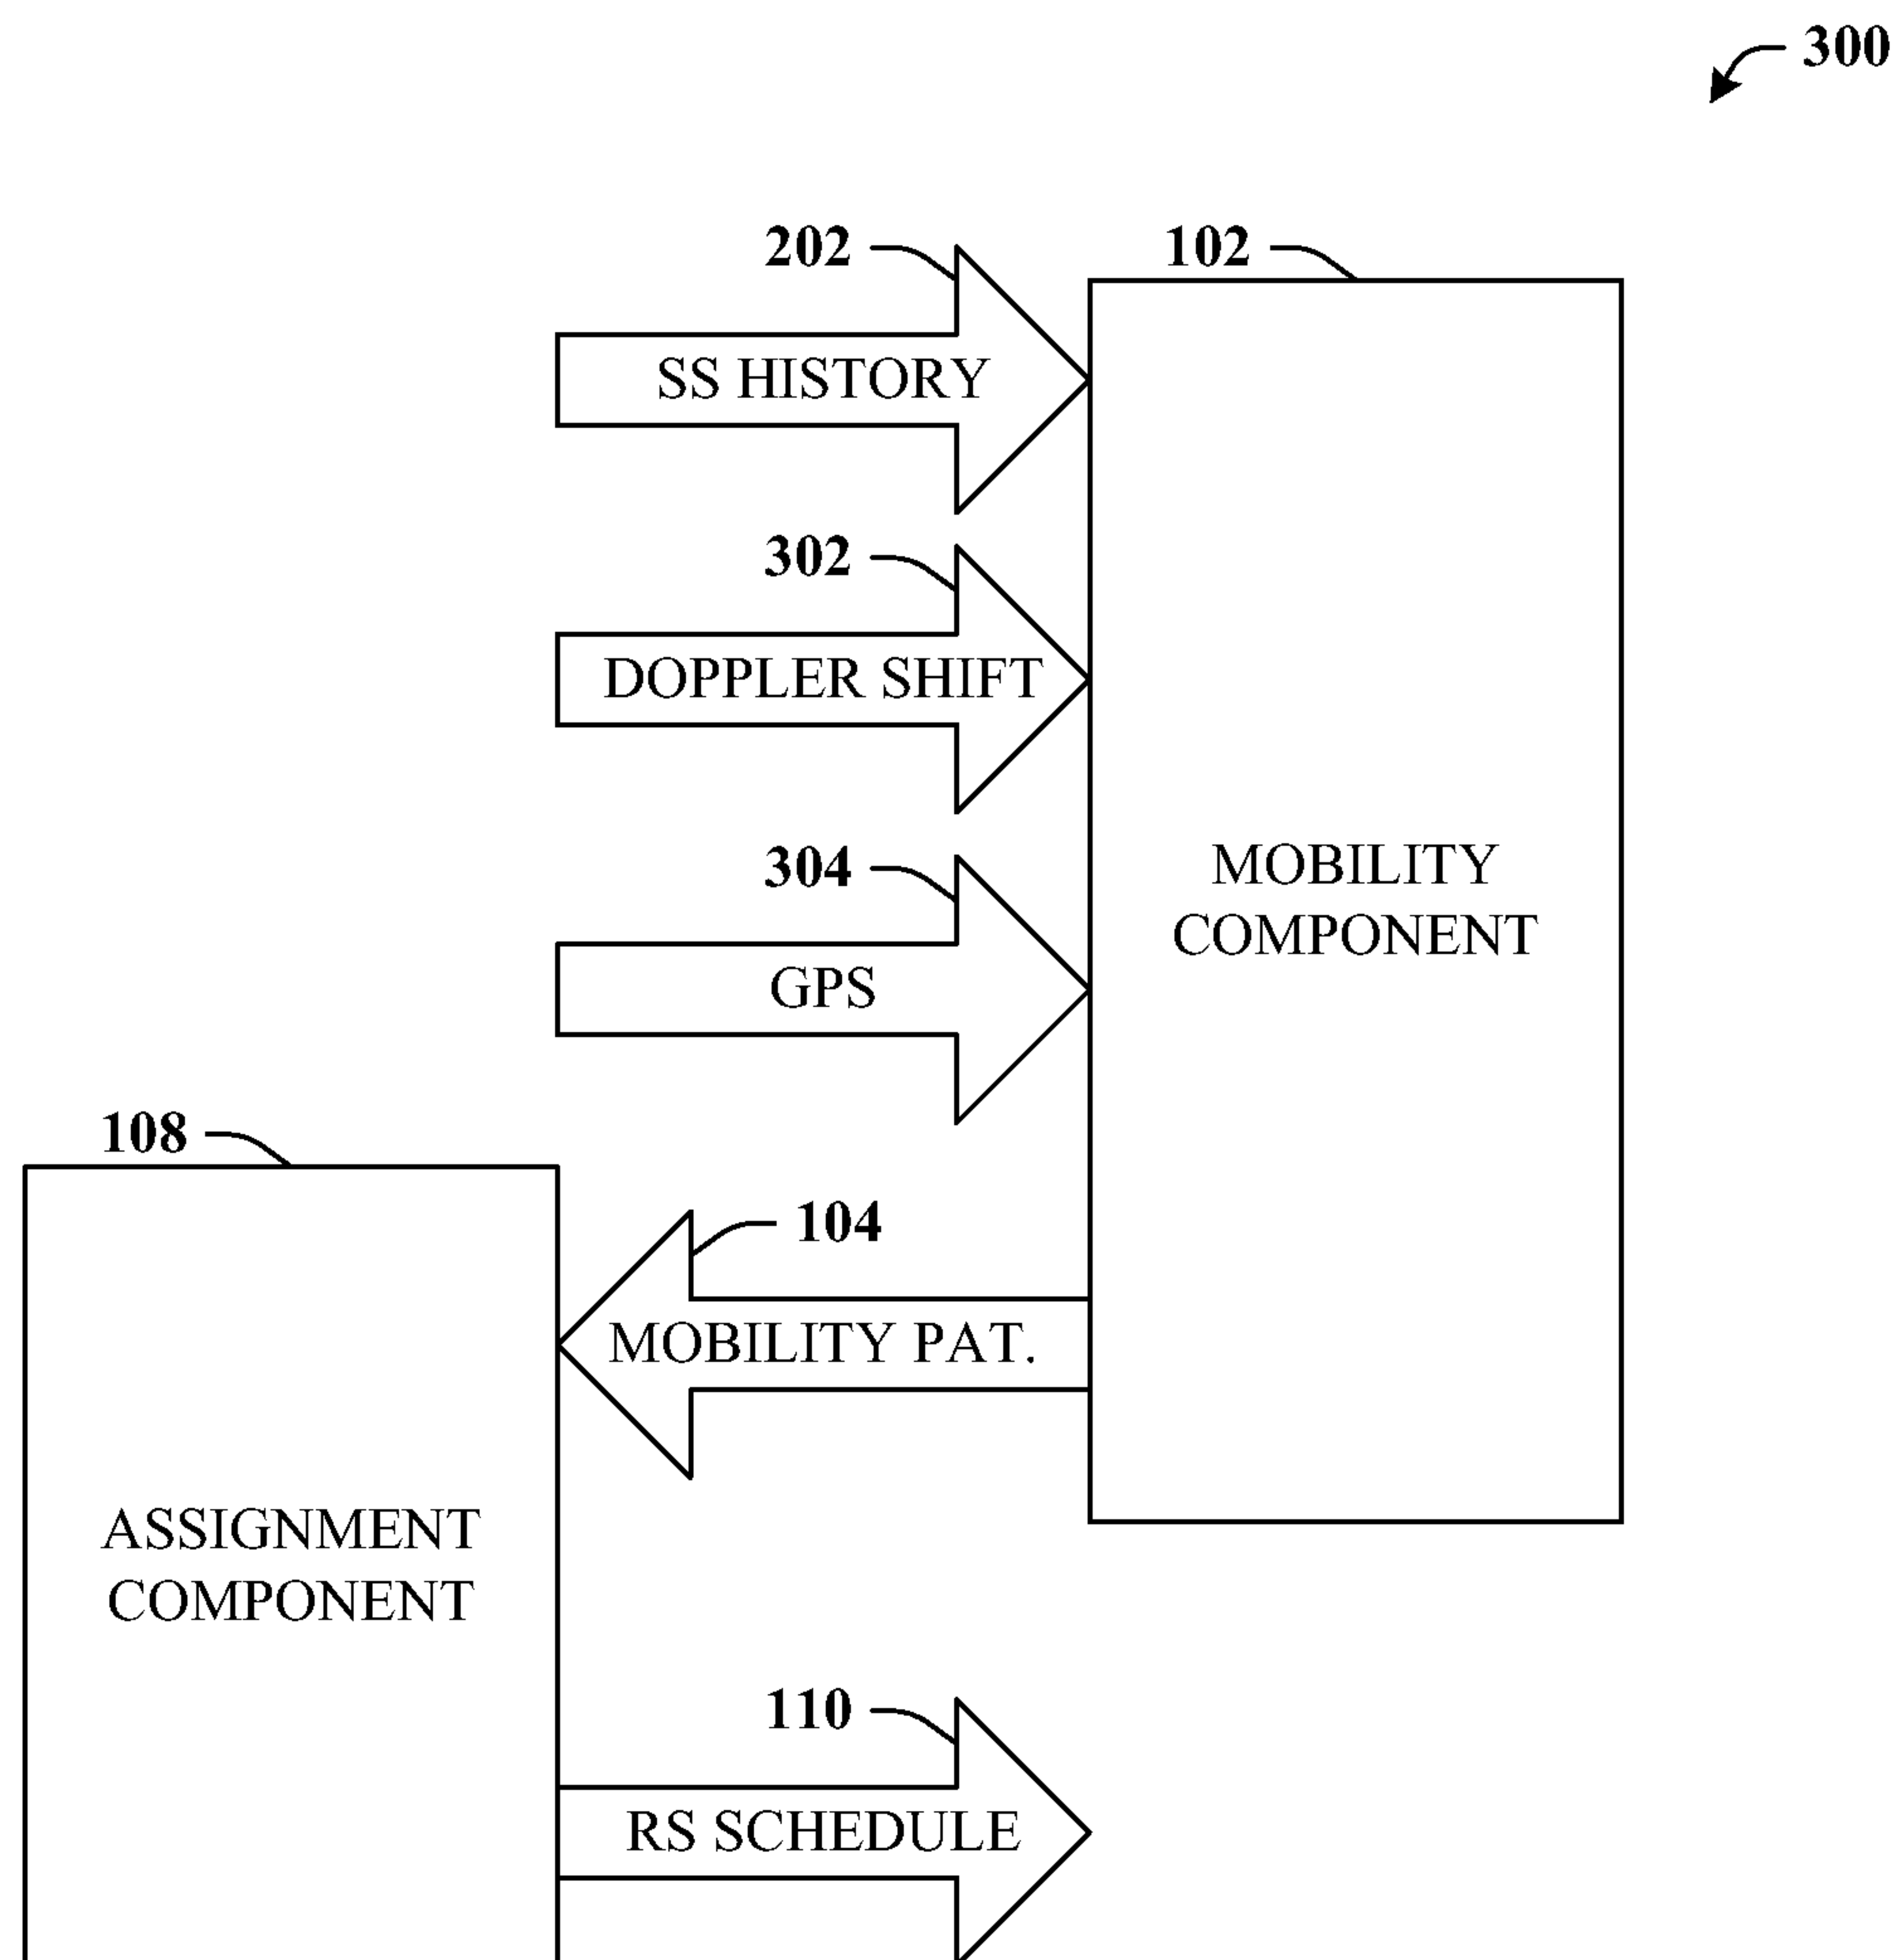 300
202
102
SS HISTORY
302
DOPPLER SHIFT
304
MOBILITY
COMPONENT
GPS
108
104
MOBILITY PAT.
ASSIGNMENT
COMPONENT
110
RS SCHEDULE